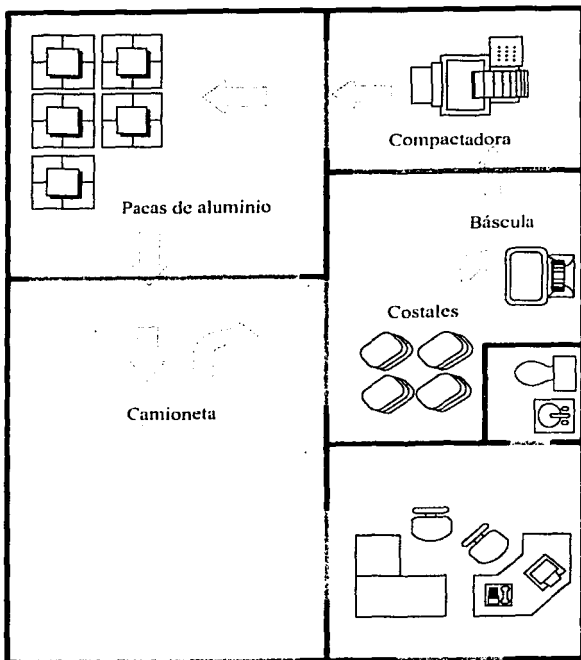 Compactadora
Pacas de aluminio
Báscula
Costales
Camioneta